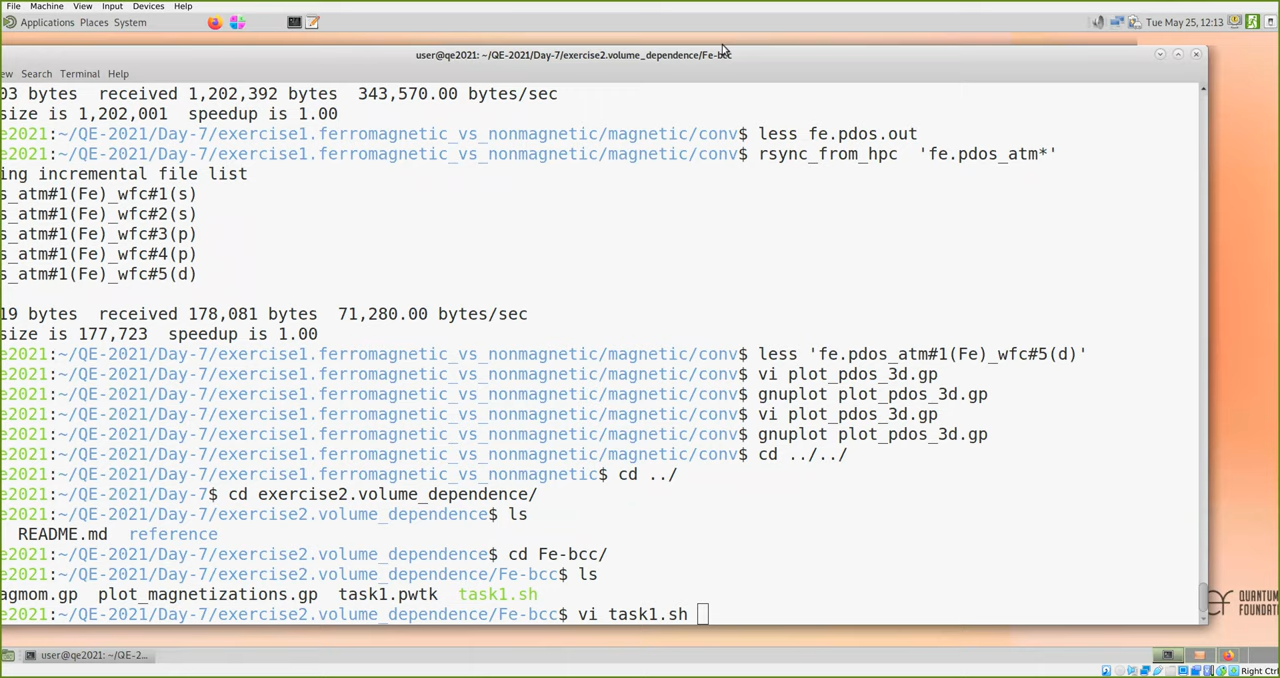 File Machine View Input Devices Help
Applications Places System
Tue May 25, 12:13
user@qe2021: ~/QE-2021/Day-7/exercise2.volume_dependence/Fe-bcc
ew Search Terminal Help
03 bytes  received 1,202,392 bytes  343,570.00 bytes/sec
size is 1,202,001  speedup is 1.00
e2021:~/QE-2021/Day-7/exercise1.ferromagnetic_vs_nonmagnetic/magnetic/conv$ less fe.pdos.out
e2021:~/QE-2021/Day-7/exercise1.ferromagnetic_vs_nonmagnetic/magnetic/conv$ rsync_from_hpc  'fe.pdos_atm*'
ing incremental file list
s_atm#1(Fe)_wfc#1(s)
s_atm#1(Fe)_wfc#2(s)
s_atm#1(Fe)_wfc#3(p)
s_atm#1(Fe)_wfc#4(p)
s_atm#1(Fe)_wfc#5(d)
19 bytes  received 178,081 bytes  71,280.00 bytes/sec
size is 177,723  speedup is 1.00
e2021:~/QE-2021/Day-7/exercise1.ferromagnetic_vs_nonmagnetic/magnetic/conv$ less 'fe.pdos_atm#1(Fe)_wfc#5(d)'
e2021:~/QE-2021/Day-7/exercise1.ferromagnetic_vs_nonmagnetic/magnetic/conv$ vi plot_pdos_3d.gp
e2021:~/QE-2021/Day-7/exercise1.ferromagnetic_vs_nonmagnetic/magnetic/conv$ gnuplot plot_pdos_3d.gp
e2021:~/QE-2021/Day-7/exercise1.ferromagnetic_vs_nonmagnetic/magnetic/conv$ vi plot_pdos_3d.gp
e2021:~/QE-2021/Day-7/exercise1.ferromagnetic_vs_nonmagnetic/magnetic/conv$ gnuplot plot_pdos_3d.gp
e2021:~/QE-2021/Day-7/exercise1.ferromagnetic_vs_nonmagnetic/magnetic/conv$ cd ../../
e2021:~/QE-2021/Day-7/exercise1.ferromagnetic_vs_nonmagnetic$ cd ../
e2021:~/QE-2021/Day-7$ cd exercise2.volume_dependence/
e2021:~/QE-2021/Day-7/exercise2.volume_dependence$ ls
README.md  reference
e2021:~/QE-2021/Day-7/exercise2.volume_dependence$ cd Fe-bcc/
e2021:~/QE-2021/Day-7/exercise2.volume_dependence/Fe-bcc$ ls
agmom.gp  plot_magnetizations.gp  task1.pwtk  task1.sh
e2021:~/QE-2021/Day-7/exercise2.volume_dependence/Fe-bcc$ vi task1.sh
QUANTUM
FOUNDA
user@qe2021: ~/QE-2...
Right Ctrl